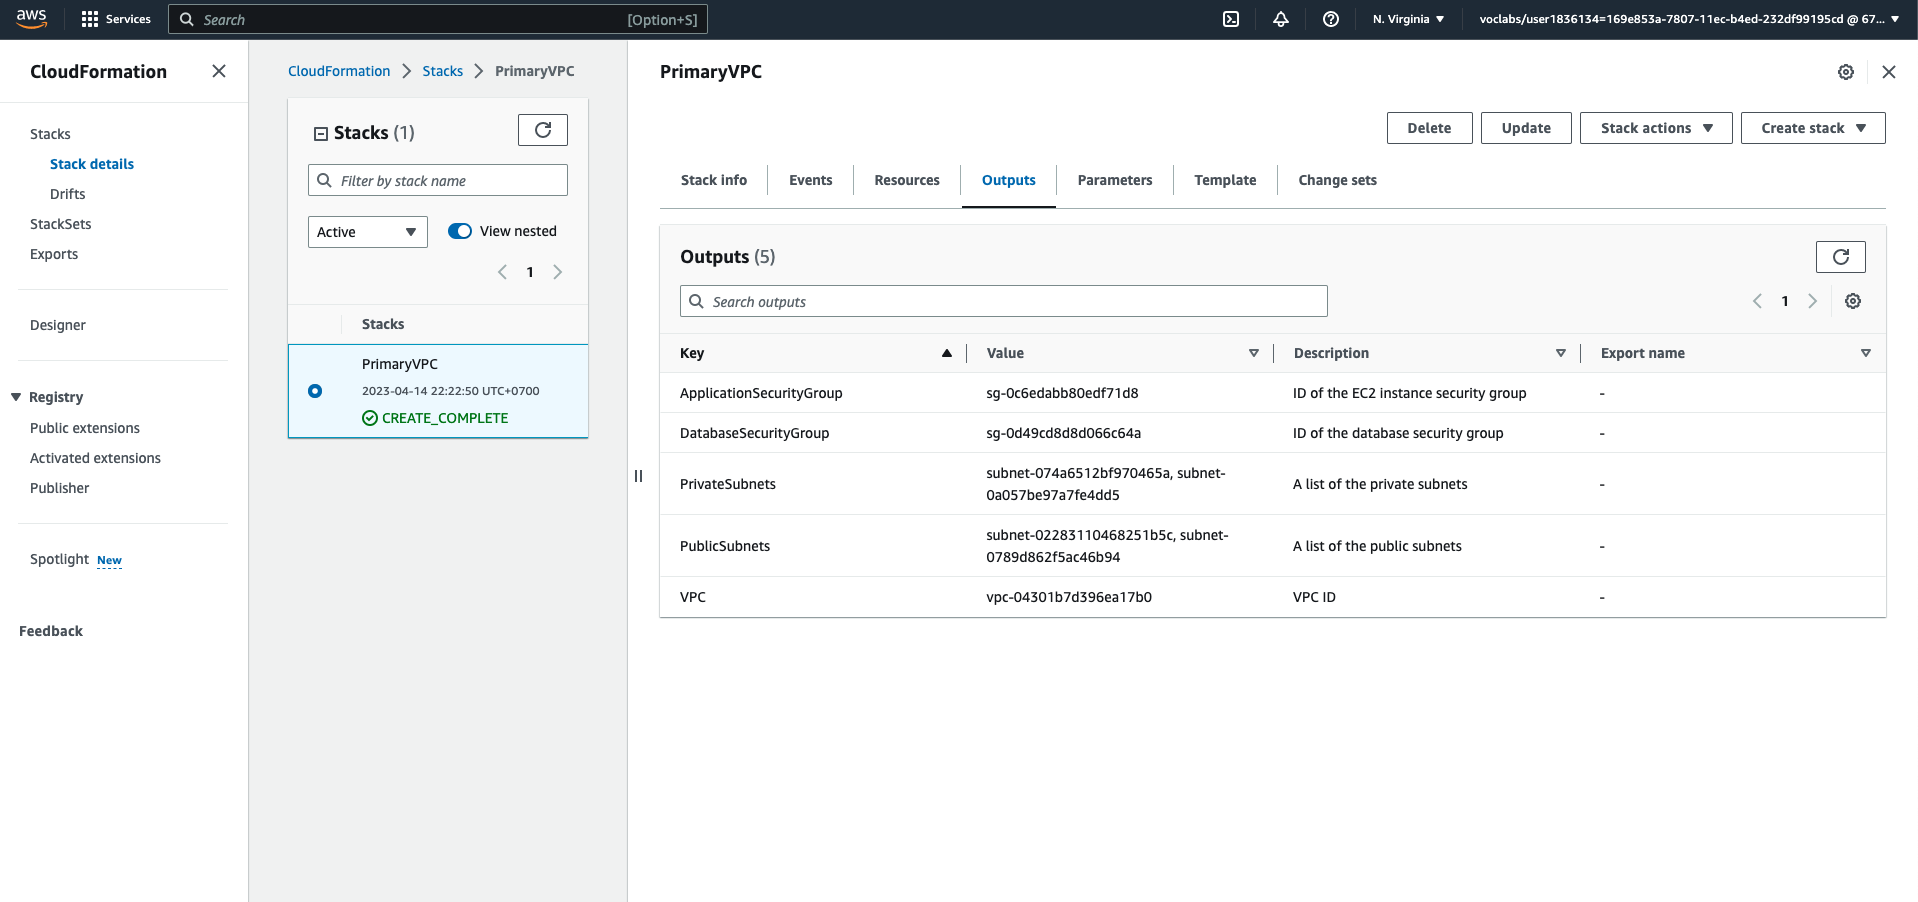 aws
Services
Search
[Option+S]
N. Virginia
voclabs/user1836134=169e853a-7807-11ec-b4ed-232df99195cd @ 67...
CloudFormation
Stacks
Stack details
Drifts
StackSets
Exports
Designer
Registry
Public extensions
Activated extensions
Publisher
Spotlight New
Feedback
CloudFormation > Stacks > PrimaryVPC
Stacks (1)
Filter by stack name
Active
View nested
1
Stacks
PrimaryVPC
2023-04-14 22:22:50 UTC+0700
CREATE_COMPLETE
PrimaryVPC
Delete
Update
Stack actions
Create stack
Stack info
Events
Resources
Outputs
Parameters
Template
Change sets
Outputs (5)
Search outputs
1
Key Value Description Export name
ApplicationSecurityGroup sg-0c6edabb80edf71d8 ID of the EC2 instance security group -
DatabaseSecurityGroup sg-0d49cd8d8d066c64a ID of the database security group -
PrivateSubnets subnet-074a6512bf970465a, subnet-
0a057be97a7fe4dd5 A list of the private subnets -
PublicSubnets subnet-02283110468251b5c, subnet-
0789d862f5ac46b94 A list of the public subnets -
VPC vpc-04301b7d396ea17b0 VPC ID -